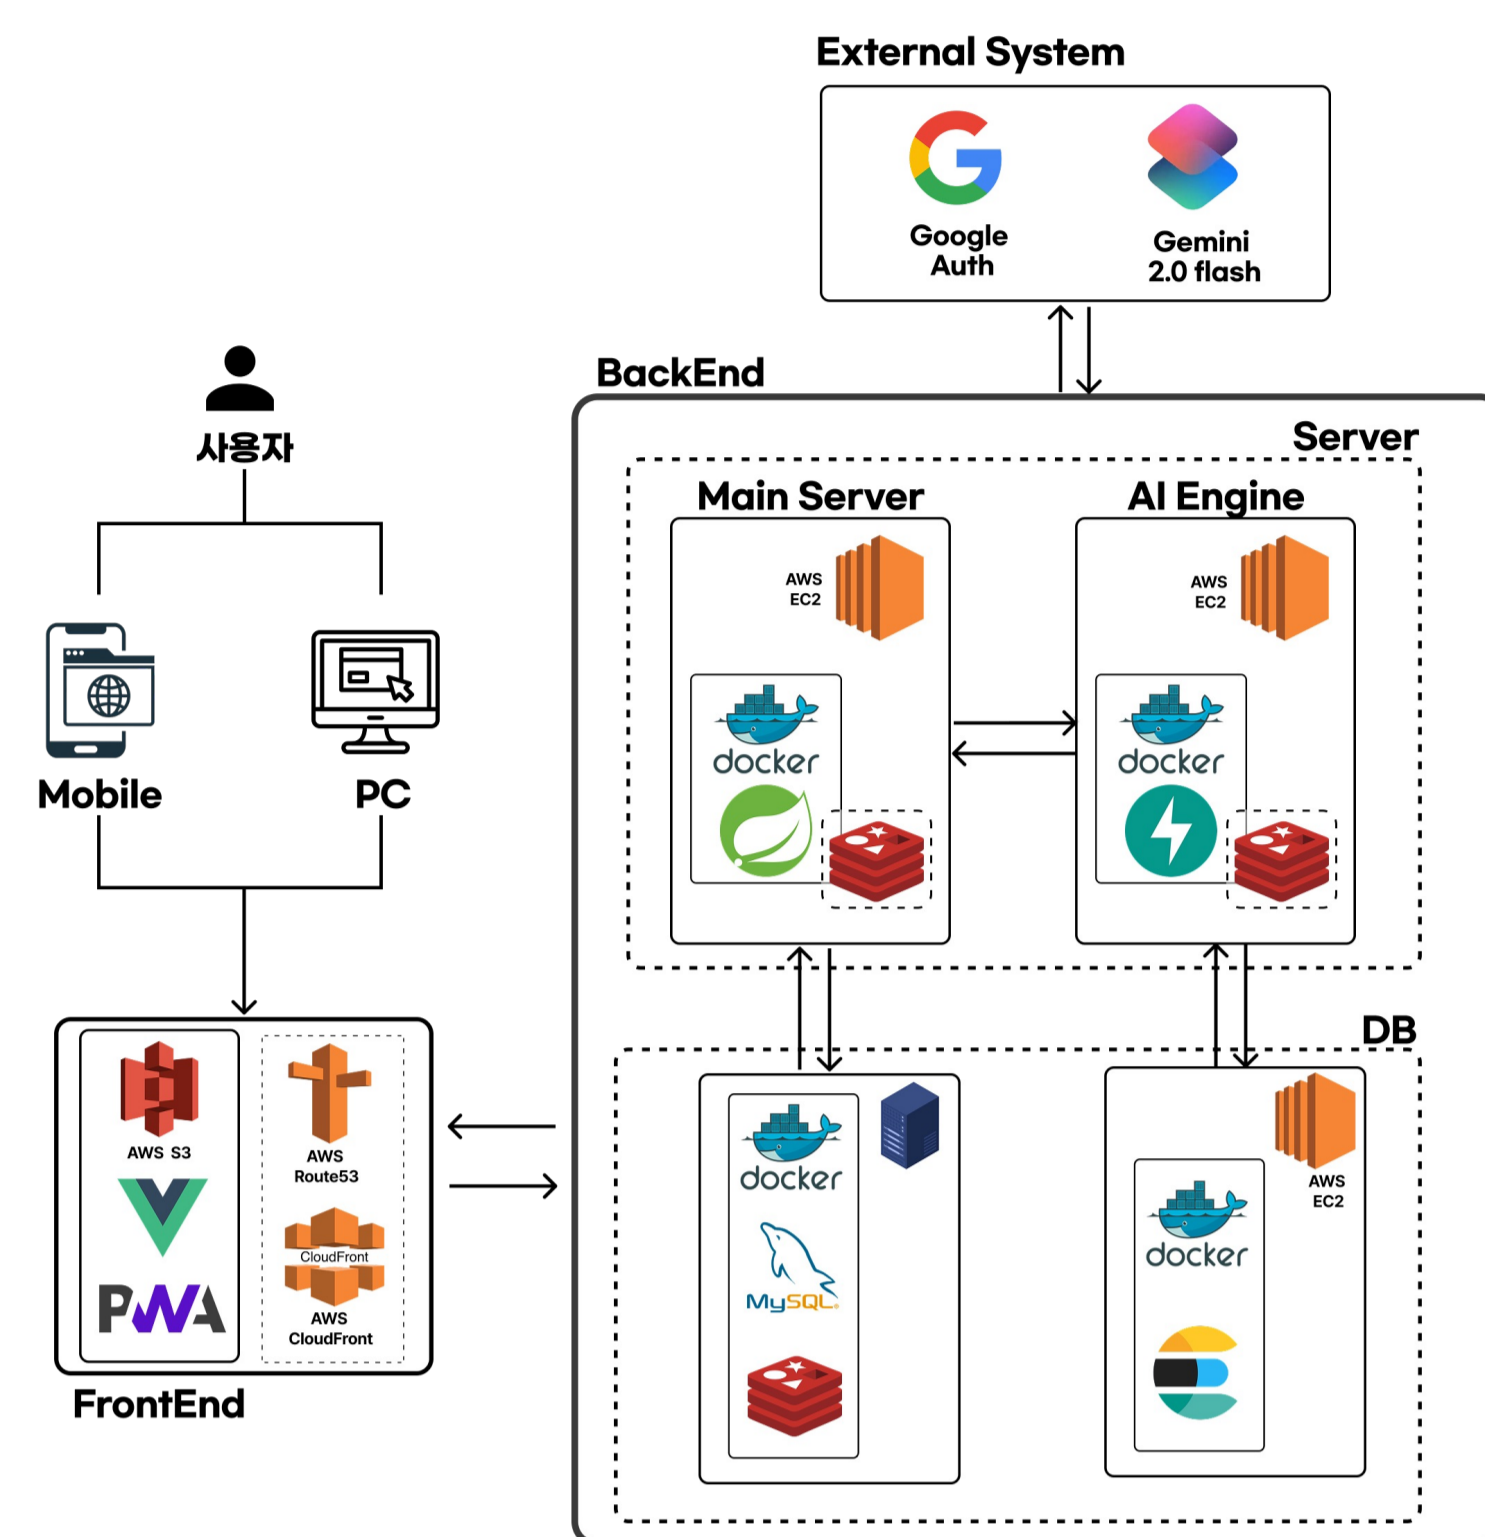 External System
Google
Auth
Gemini
2.0 flash
BackEnd
사용자
Server
Main Server
AI Engine
AWS
EC2
AWS
EC2
docker
docker
Mobile
PC
DB
AWS S3
PWA
AWS
Route53
CloudFront
AWS
CloudFront
FrontEnd
docker
MySQL
AWS
EC2
docker